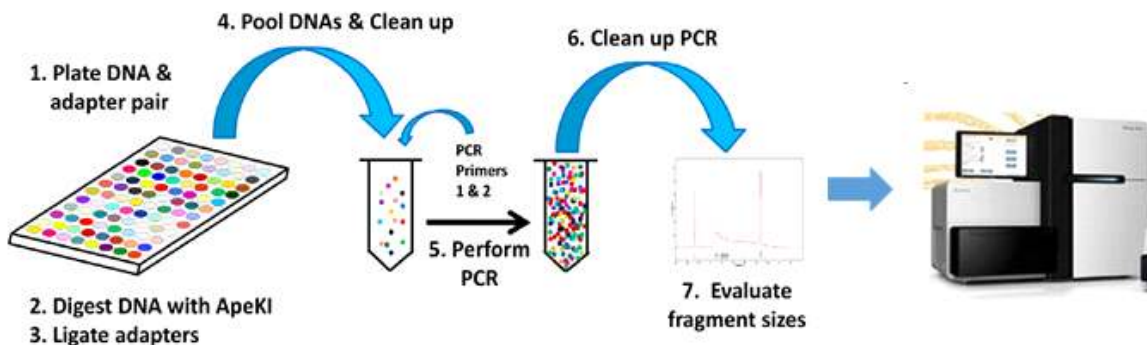 4. Pool DNAs & Clean up
6. Clean up PCR
1. Plate DNA &
adapter pair
PCR
Primers
1 & 2
5. Perform
PCR
2. Digest DNA with ApeKI
3. Ligate adapters
7. Evaluate
fragment sizes